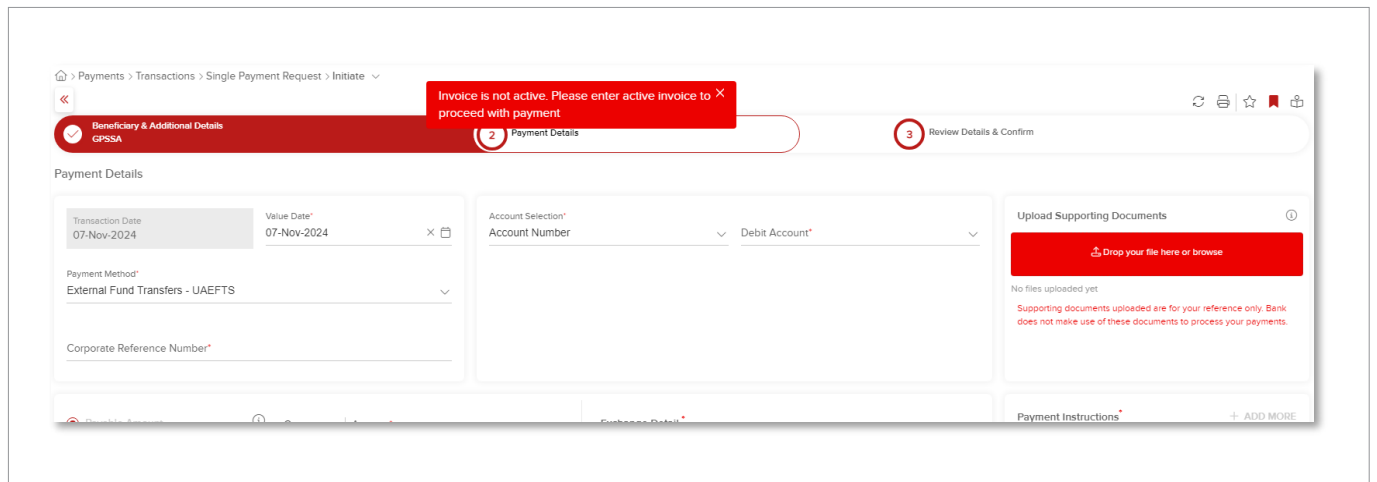 > Payments > Transactions > Single Payment Request > Initiate
Invoice is not active. Please enter active invoice to
proceed with payment
Beneficiary & Additional Details
GPSSA
2 Payment Details
3 Review Details & Confirm
Payment Details
Transaction Date
07-Nov-2024
Value Date*
07-Nov-2024
Account Selection*
Account Number
Debit Account*
Upload Supporting Documents
Drop your file here or browse
No files uploaded yet
Supporting documents uploaded are for your reference only. Bank
does not make use of these documents to process your payments.
Payment Method*
External Fund Transfers - UAEFTS
Corporate Reference Number*
Payable Amount
Exchange Detail*
Payment Instructions*
+ ADD MORE